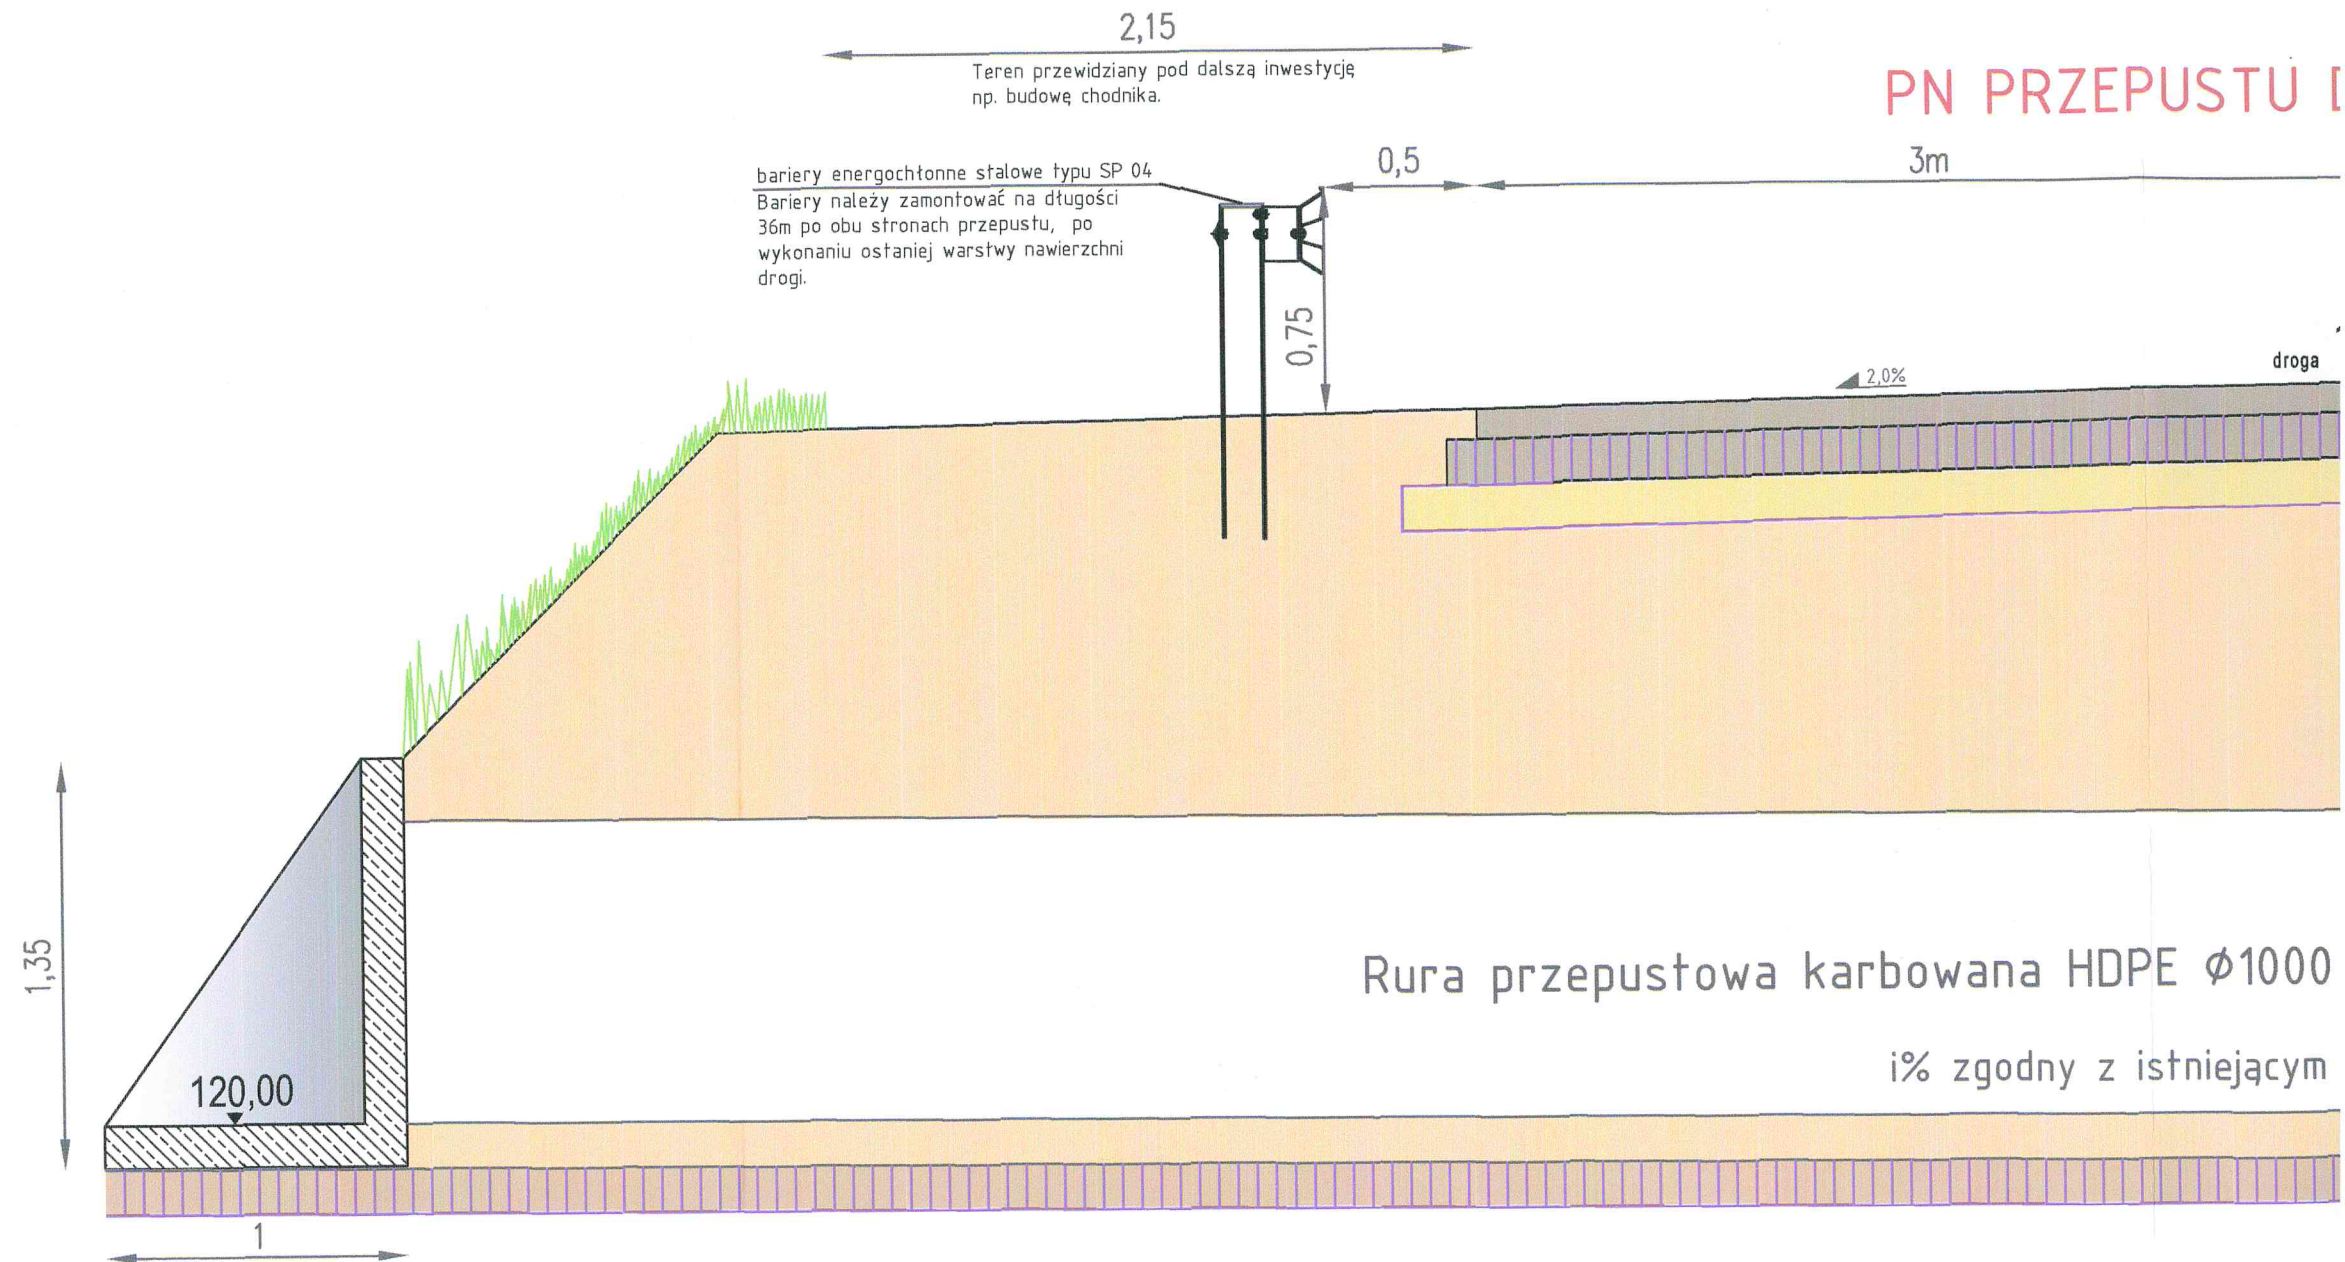 2,15
Teren przewidziany pod dalszą inwestycję
np. budowę chodnika.
PN PRZEPUSTU
0,5
3m
bariery energochłonne stalowe typu SP 04
Bariery należy zamontować na długości
36m po obu stronach przepustu, po
wykonaniu ostaniej warstwy nawierzchni
drogi.
0,75
droga
2,0%
1,35
Rura przepustowa karbowana HDPE Ø1000
i% zgodny z istniejącym
120,00
1